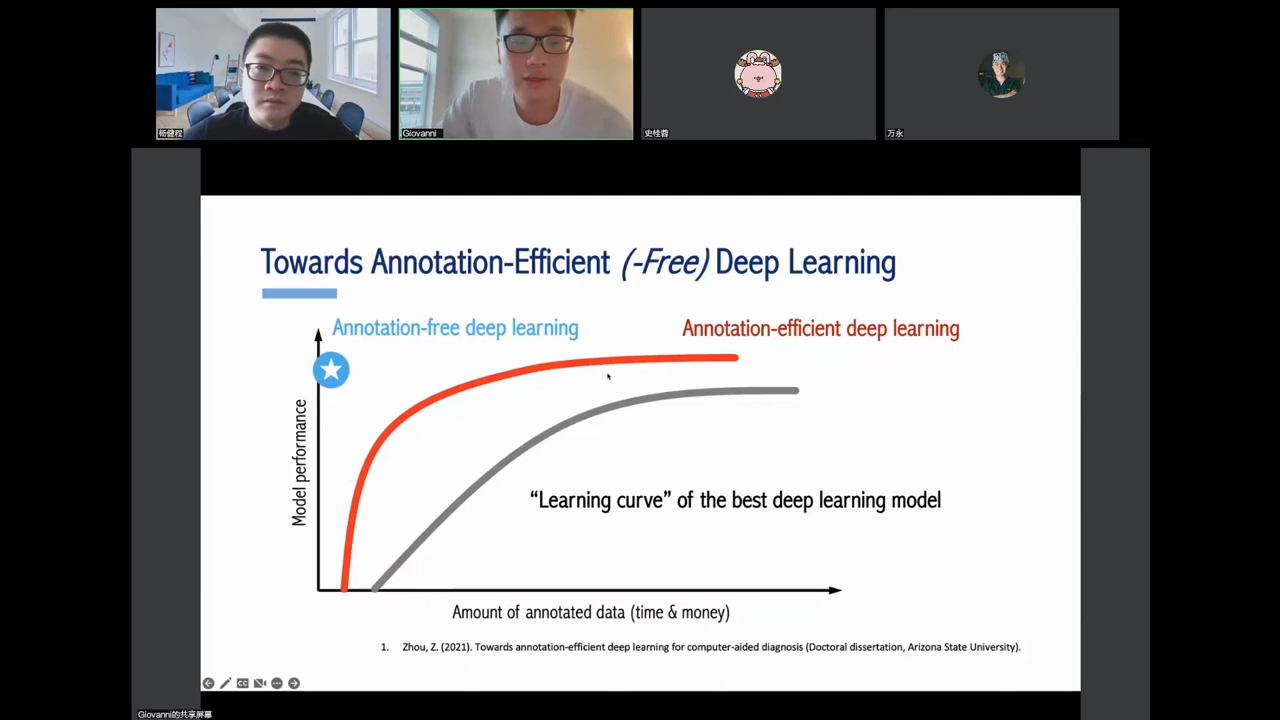 杨健程
Giovanni
史桂蓉
万永
Towards Annotation-Efficient (-Free) Deep Learning
Annotation-free deep learning
Annotation-efficient deep learning
Model performance
“Learning curve” of the best deep learning model
Amount of annotated data (time & money)
1. Zhou, Z. (2021). Towards annotation-efficient deep learning for computer-aided diagnosis (Doctoral dissertation, Arizona State University).
Giovanni的共享屏幕